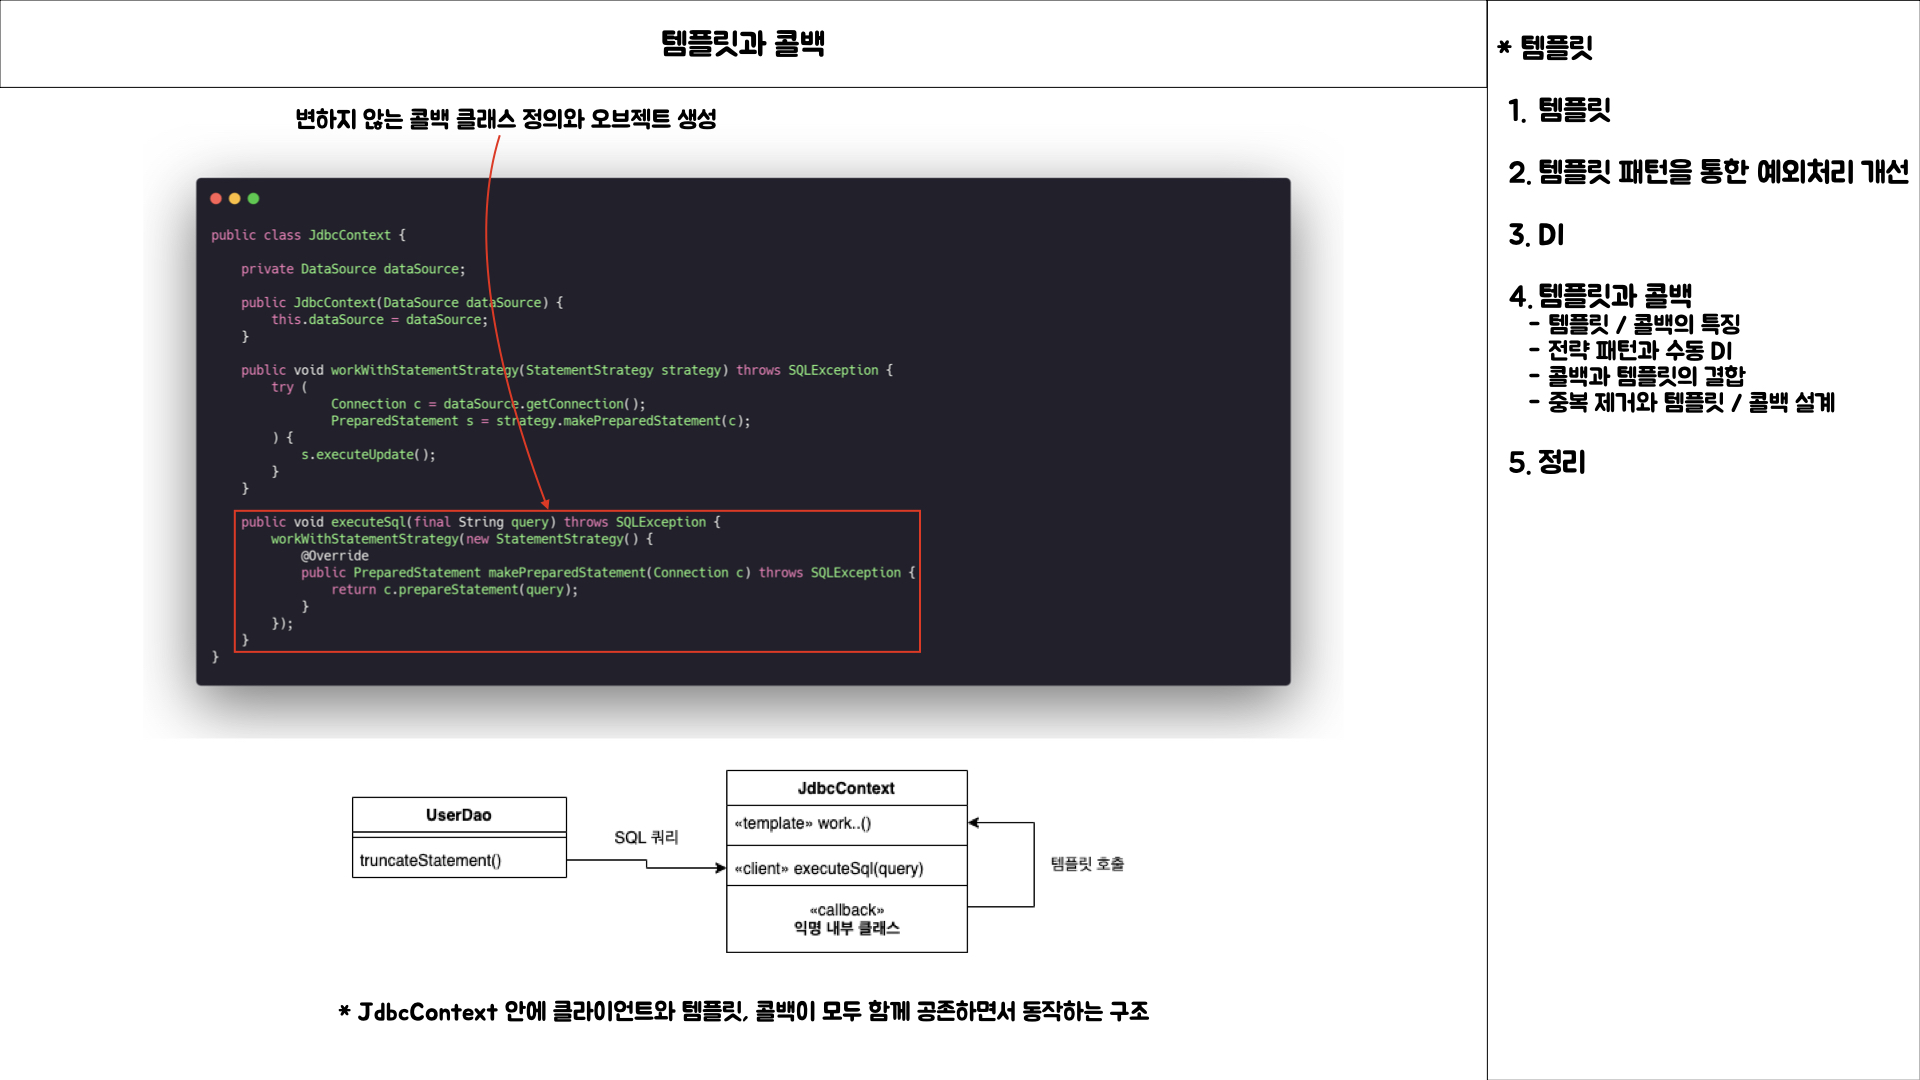 템플릿과 콜백
변하지 않는 콜백 클래스 정의와 오브젝트 생성
public class JdbcContext {
private DataSource dataSource;
public JdbcContext(DataSource dataSource) {
this.dataSource = dataSource;
}
public void workWithStatementStrategy(StatementStrategy strategy) throws SQLException {
try (
Connection c = dataSource.getConnection();
PreparedStatement s = strategy.makePreparedStatement(c);
) {
s.executeUpdate();
}
}
public void executeSql(final String query) throws SQLException {
workWithStatementStrategy(new StatementStrategy() {
@Override
public PreparedStatement makePreparedStatement(Connection c) throws SQLException {
return c.prepareStatement(query);
}
});
}
}
UserDao
truncateStatement()
SQL 쿼리
JdbcContext
«template» work..()
«client» executeSql(query)
«callback»
익명 내부 클래스
템플릿 호출
* JdbcContext 안에 클라이언트와 템플릿, 콜백이 모두 함께 공존하면서 동작하는 구조
* 템플릿
1. 템플릿
2. 템플릿 패턴을 통한 예외처리 개선
3. DI
4. 템플릿과 콜백
- 템플릿 / 콜백의 특징
- 전략 패턴과 수동 DI
- 콜백과 템플릿의 결합
- 중복 제거와 템플릿 / 콜백 설계
5. 정리